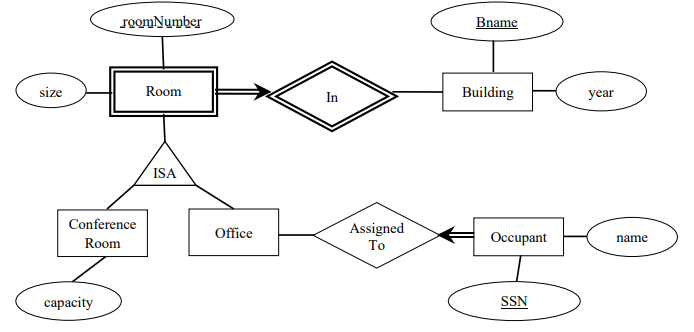 roomNumber
Bname
size
Room
In
Building
year
ISA
Conference
Room
Office
Assigned
To
Occupant
name
capacity
SSN